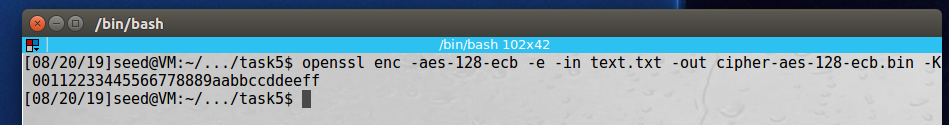 /bin/bash
/bin/bash 102x42
[08/20/19]seed@VM:~/.../task5$ openssl enc -aes-128-ecb -e -in text.txt -out cipher-aes-128-ecb.bin -K
00112233445566778889aabbccddeeff
[08/20/19]seed@VM:~/.../task5$